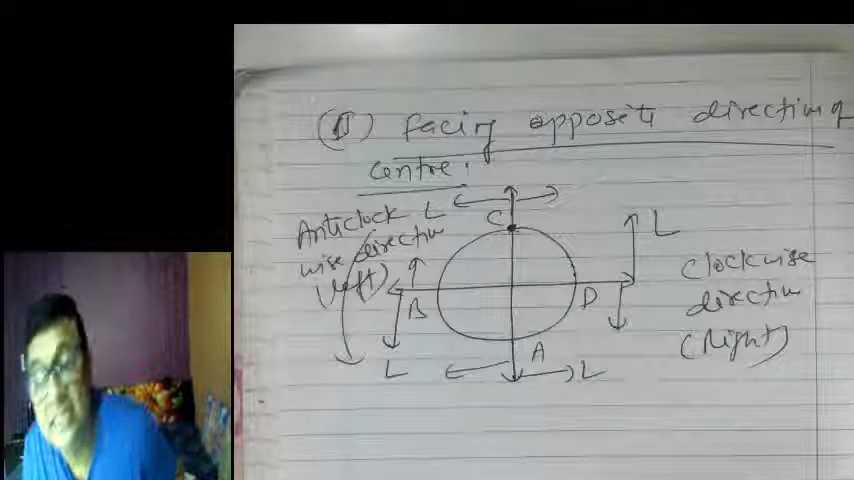 (II) facing opposite direction of
centre.
Anticlock
wise direction
(left)
L
C
L
B
D
A
L
L
Clockwise
direction
(Right)